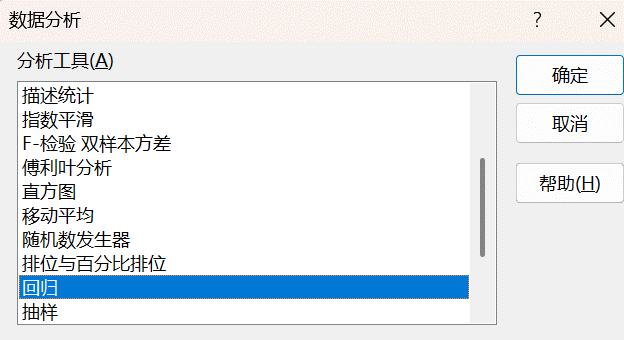 数据分析
?
分析工具(A)
描述统计
指数平滑
F-检验 双样本方差
傅利叶分析
直方图
移动平均
随机数发生器
排位与百分比排位
回归
抽样
确定
取消
帮助(H)